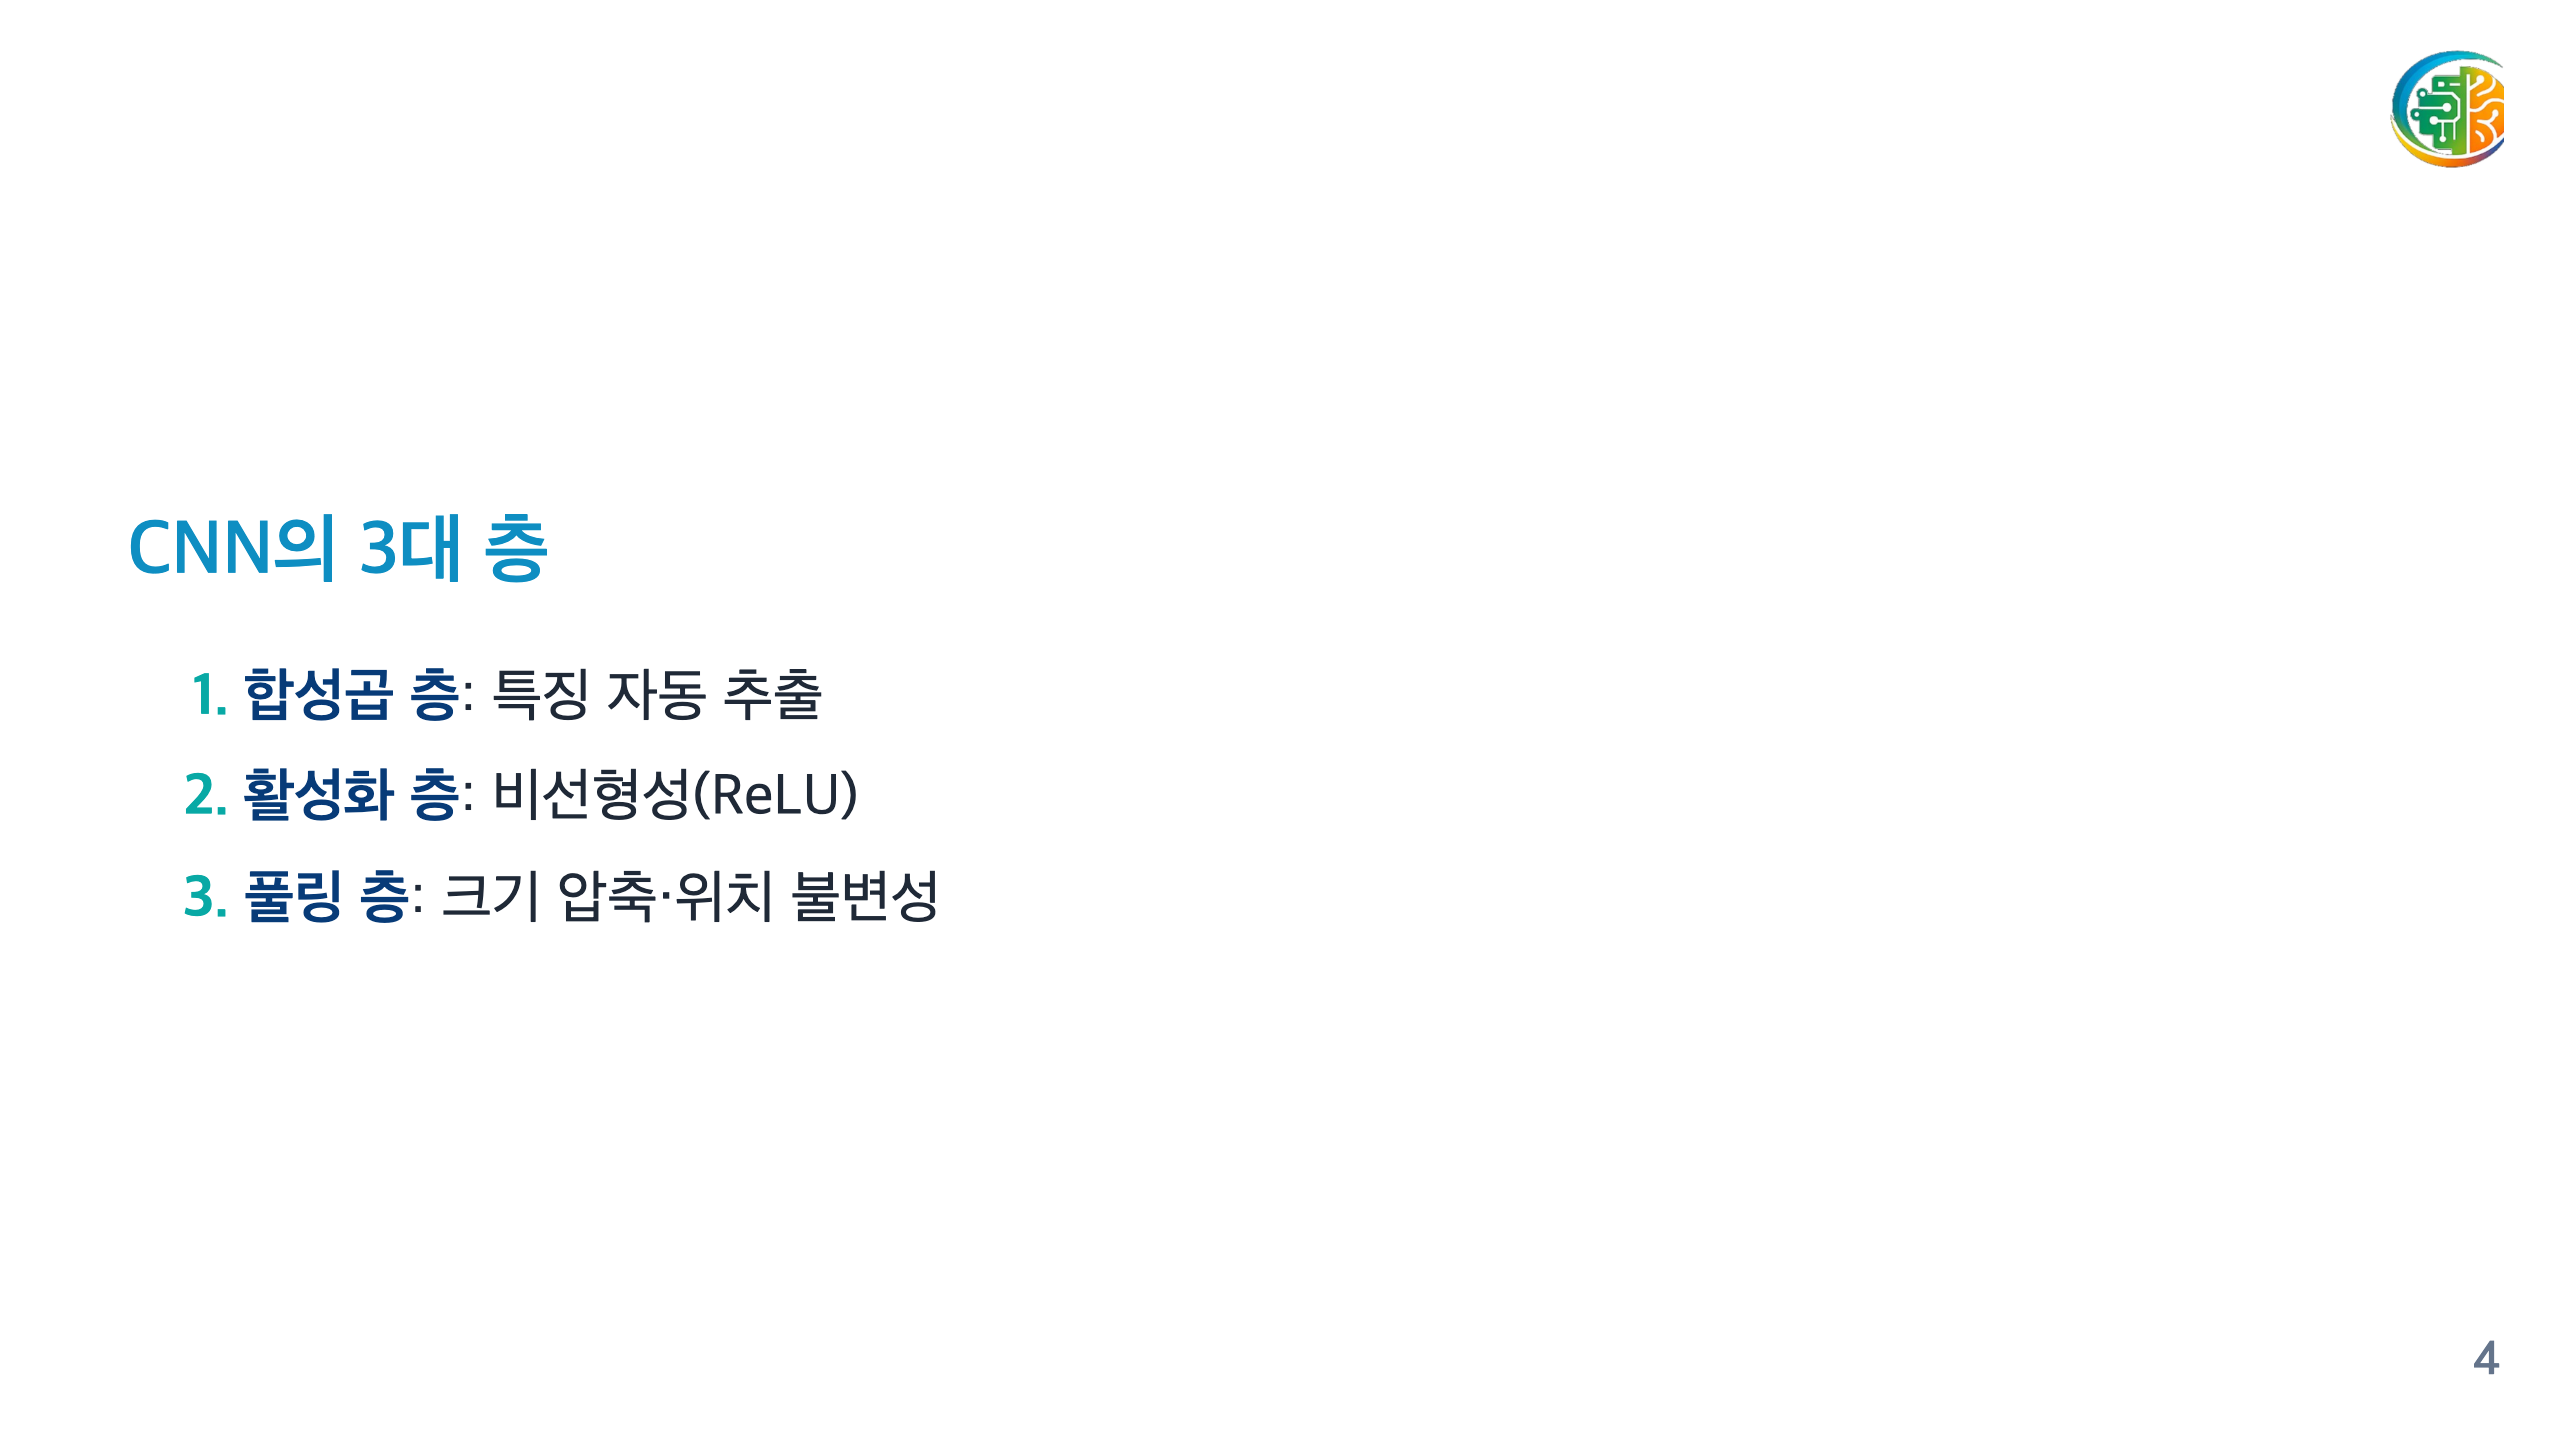 CNN의 3대 층
1. 합성곱 층: 특징 자동 추출
2. 활성화 층: 비선형성(ReLU)
3. 풀링 층: 크기 압축·위치 불변성
4